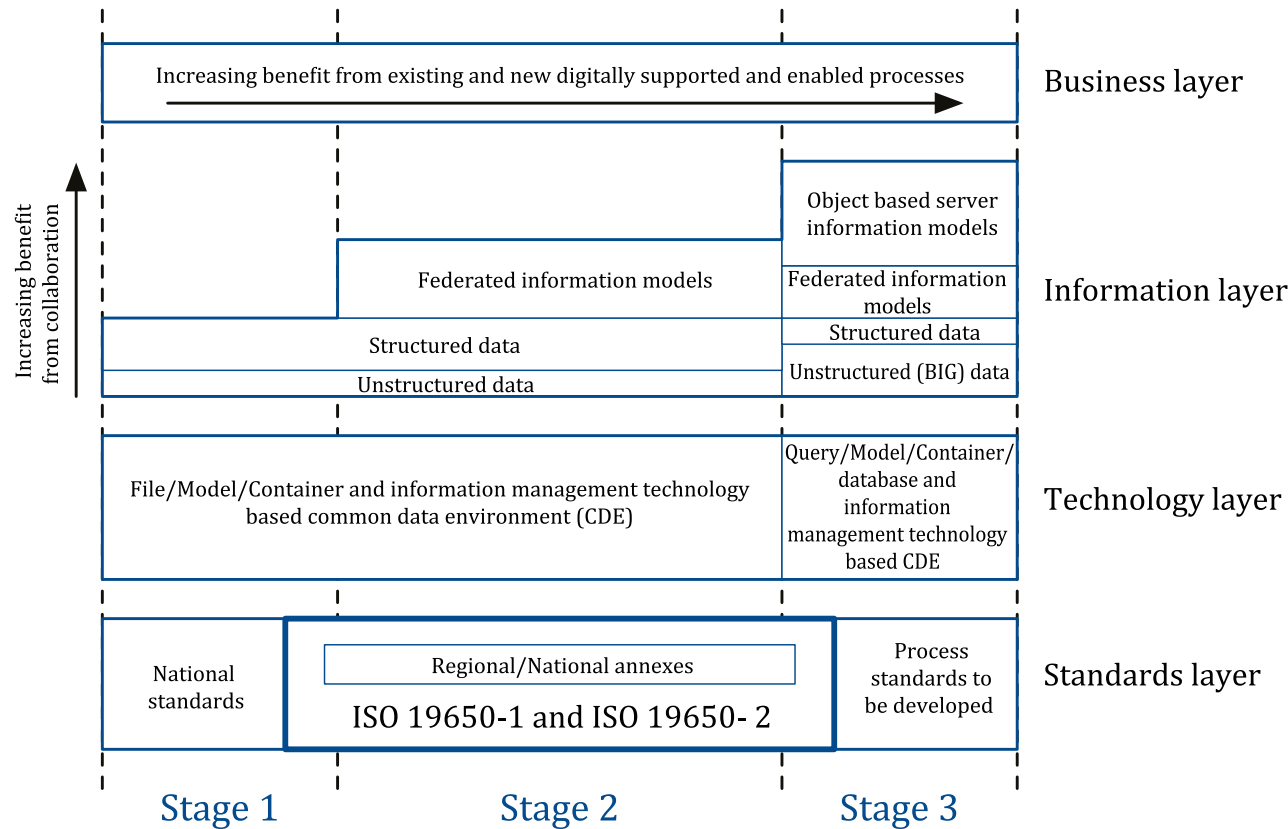 Increasing benefit from existing and new digitally supported and enabled processes
Business layer
Increasing benefit
from collaboration
Object based server
information models
Federated information models
Federated information
models
Information layer
Structured data
Structured data
Unstructured data
Unstructured (BIG) data
File/Model/Container and information management technology
based common data environment (CDE)
Query/Model/Container/
database and
information
management technology
based CDE
Technology layer
National
standards
Regional/National annexes
ISO 19650-1 and ISO 19650- 2
Process
standards to
be developed
Standards layer
Stage 1
Stage 2
Stage 3